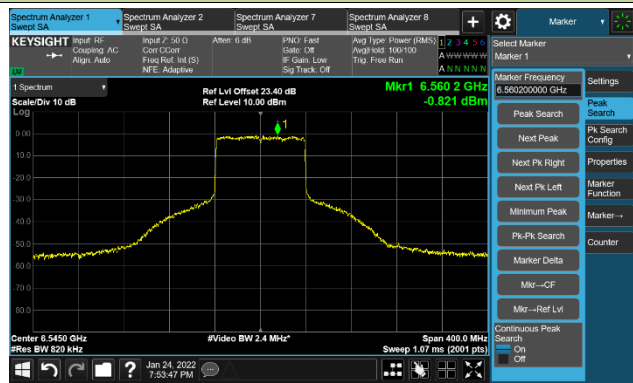 Spectrum Analyzer 1
Swept SA
Spectrum Analyzer 2
Swept SA
Spectrum Analyzer 7
Swept SA
Spectrum Analyzer 8
Swept SA
Marker
KEYSIGHT
Input: RF
Coupling: AC
Align: Auto
Input Z: 50 Ω
Corr CCorr
Freq Ref: Int (S)
NFE: Adaptive
Atten: 6 dB
PNO: Fast
Gate: Off
IF Gain: Low
Sig Track: Off
Avg Type: Power (RMS)
Avg|Hold: 100/100
Trig: Free Run
1 2 3 4 5 6
A W W W W W
A N N N N N
LXI
Select Marker
Marker 1
1 Spectrum
Scale/Div 10 dB
Log
Ref Lvl Offset 23.40 dB
Ref Level 10.00 dBm
Mkr1 6.560 2 GHz
-0.821 dBm
1
0.00
-10.0
-20.0
-30.0
-40.0
-50.0
-60.0
-70.0
-80.0
Center 6.5450 GHz
#Res BW 820 kHz
#Video BW 2.4 MHz*
Span 400.0 MHz
Sweep 1.07 ms (2001 pts)
Marker Frequency
6.560200000 GHz
Peak Search
Next Peak
Next Pk Right
Next Pk Left
Minimum Peak
Pk-Pk Search
Marker Delta
Mkr→CF
Mkr→Ref Lvl
Continuous Peak
Search
On
Off
Settings
Peak
Search
Pk Search
Config
Properties
Marker
Function
Marker→
Counter
?
Jan 24, 2022
7:53:47 PM